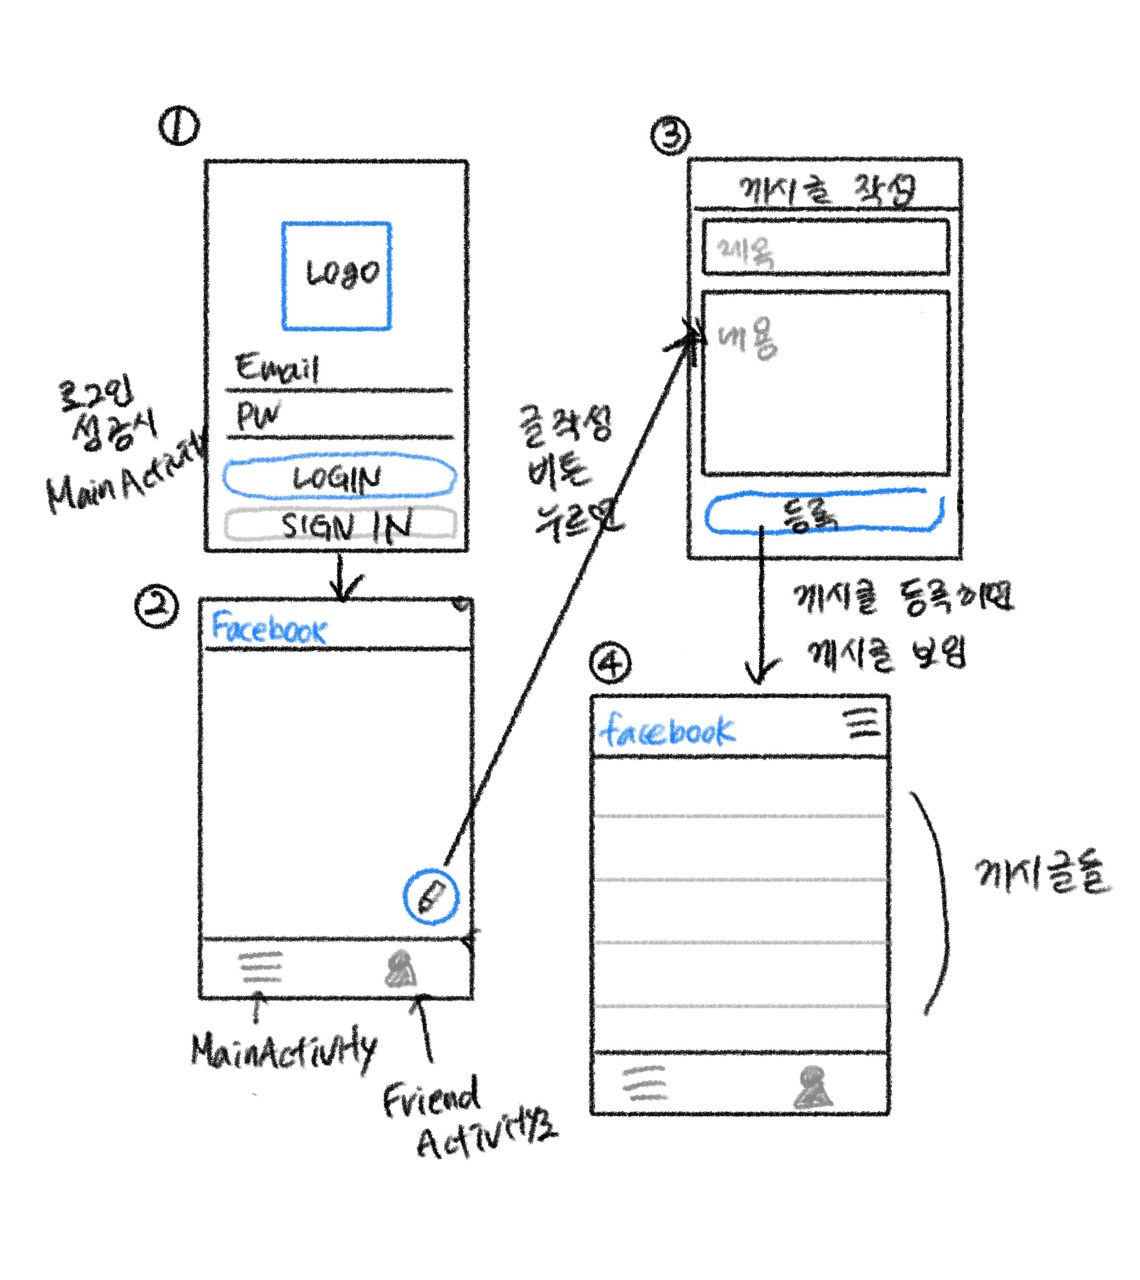 ①
Logo
Email
PW
LOGIN
SIGN IN
로그인
성공시
MainActivity
②
Facebook
MainActivity
Friend
Activity로
글작성
버튼
누르면
③
게시글 작성
제목
내용
등록
게시글 등록하면
게시글 보임
④
facebook
게시글들